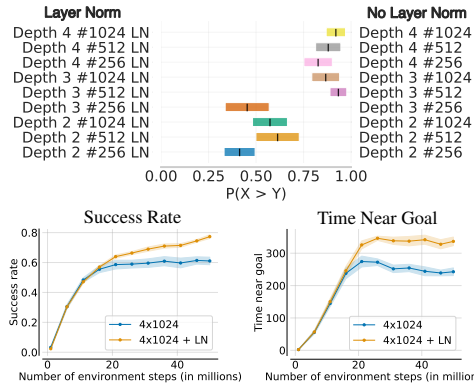 Layer Norm No Layer Norm
Depth 4 #1024 LN Depth 4 #1024
Depth 4 #512 LN Depth 4 #512
Depth 4 #256 LN Depth 4 #256
Depth 3 #1024 LN Depth 3 #1024
Depth 3 #512 LN Depth 3 #512
Depth 3 #256 LN Depth 3 #256
Depth 2 #1024 LN Depth 2 #1024
Depth 2 #512 LN Depth 2 #512
Depth 2 #256 LN Depth 2 #256
0.00 0.25 0.50 0.75 1.00
P(X > Y)
Success Rate
Success rate
0.8
0.6
0.4
0.2
0.0
4x1024
4x1024 + LN
0 20 40
Number of environment steps (in millions)
Time Near Goal
Time near goal
300
200
100
0
4x1024
4x1024 + LN
0 20 40
Number of environment steps (in millions